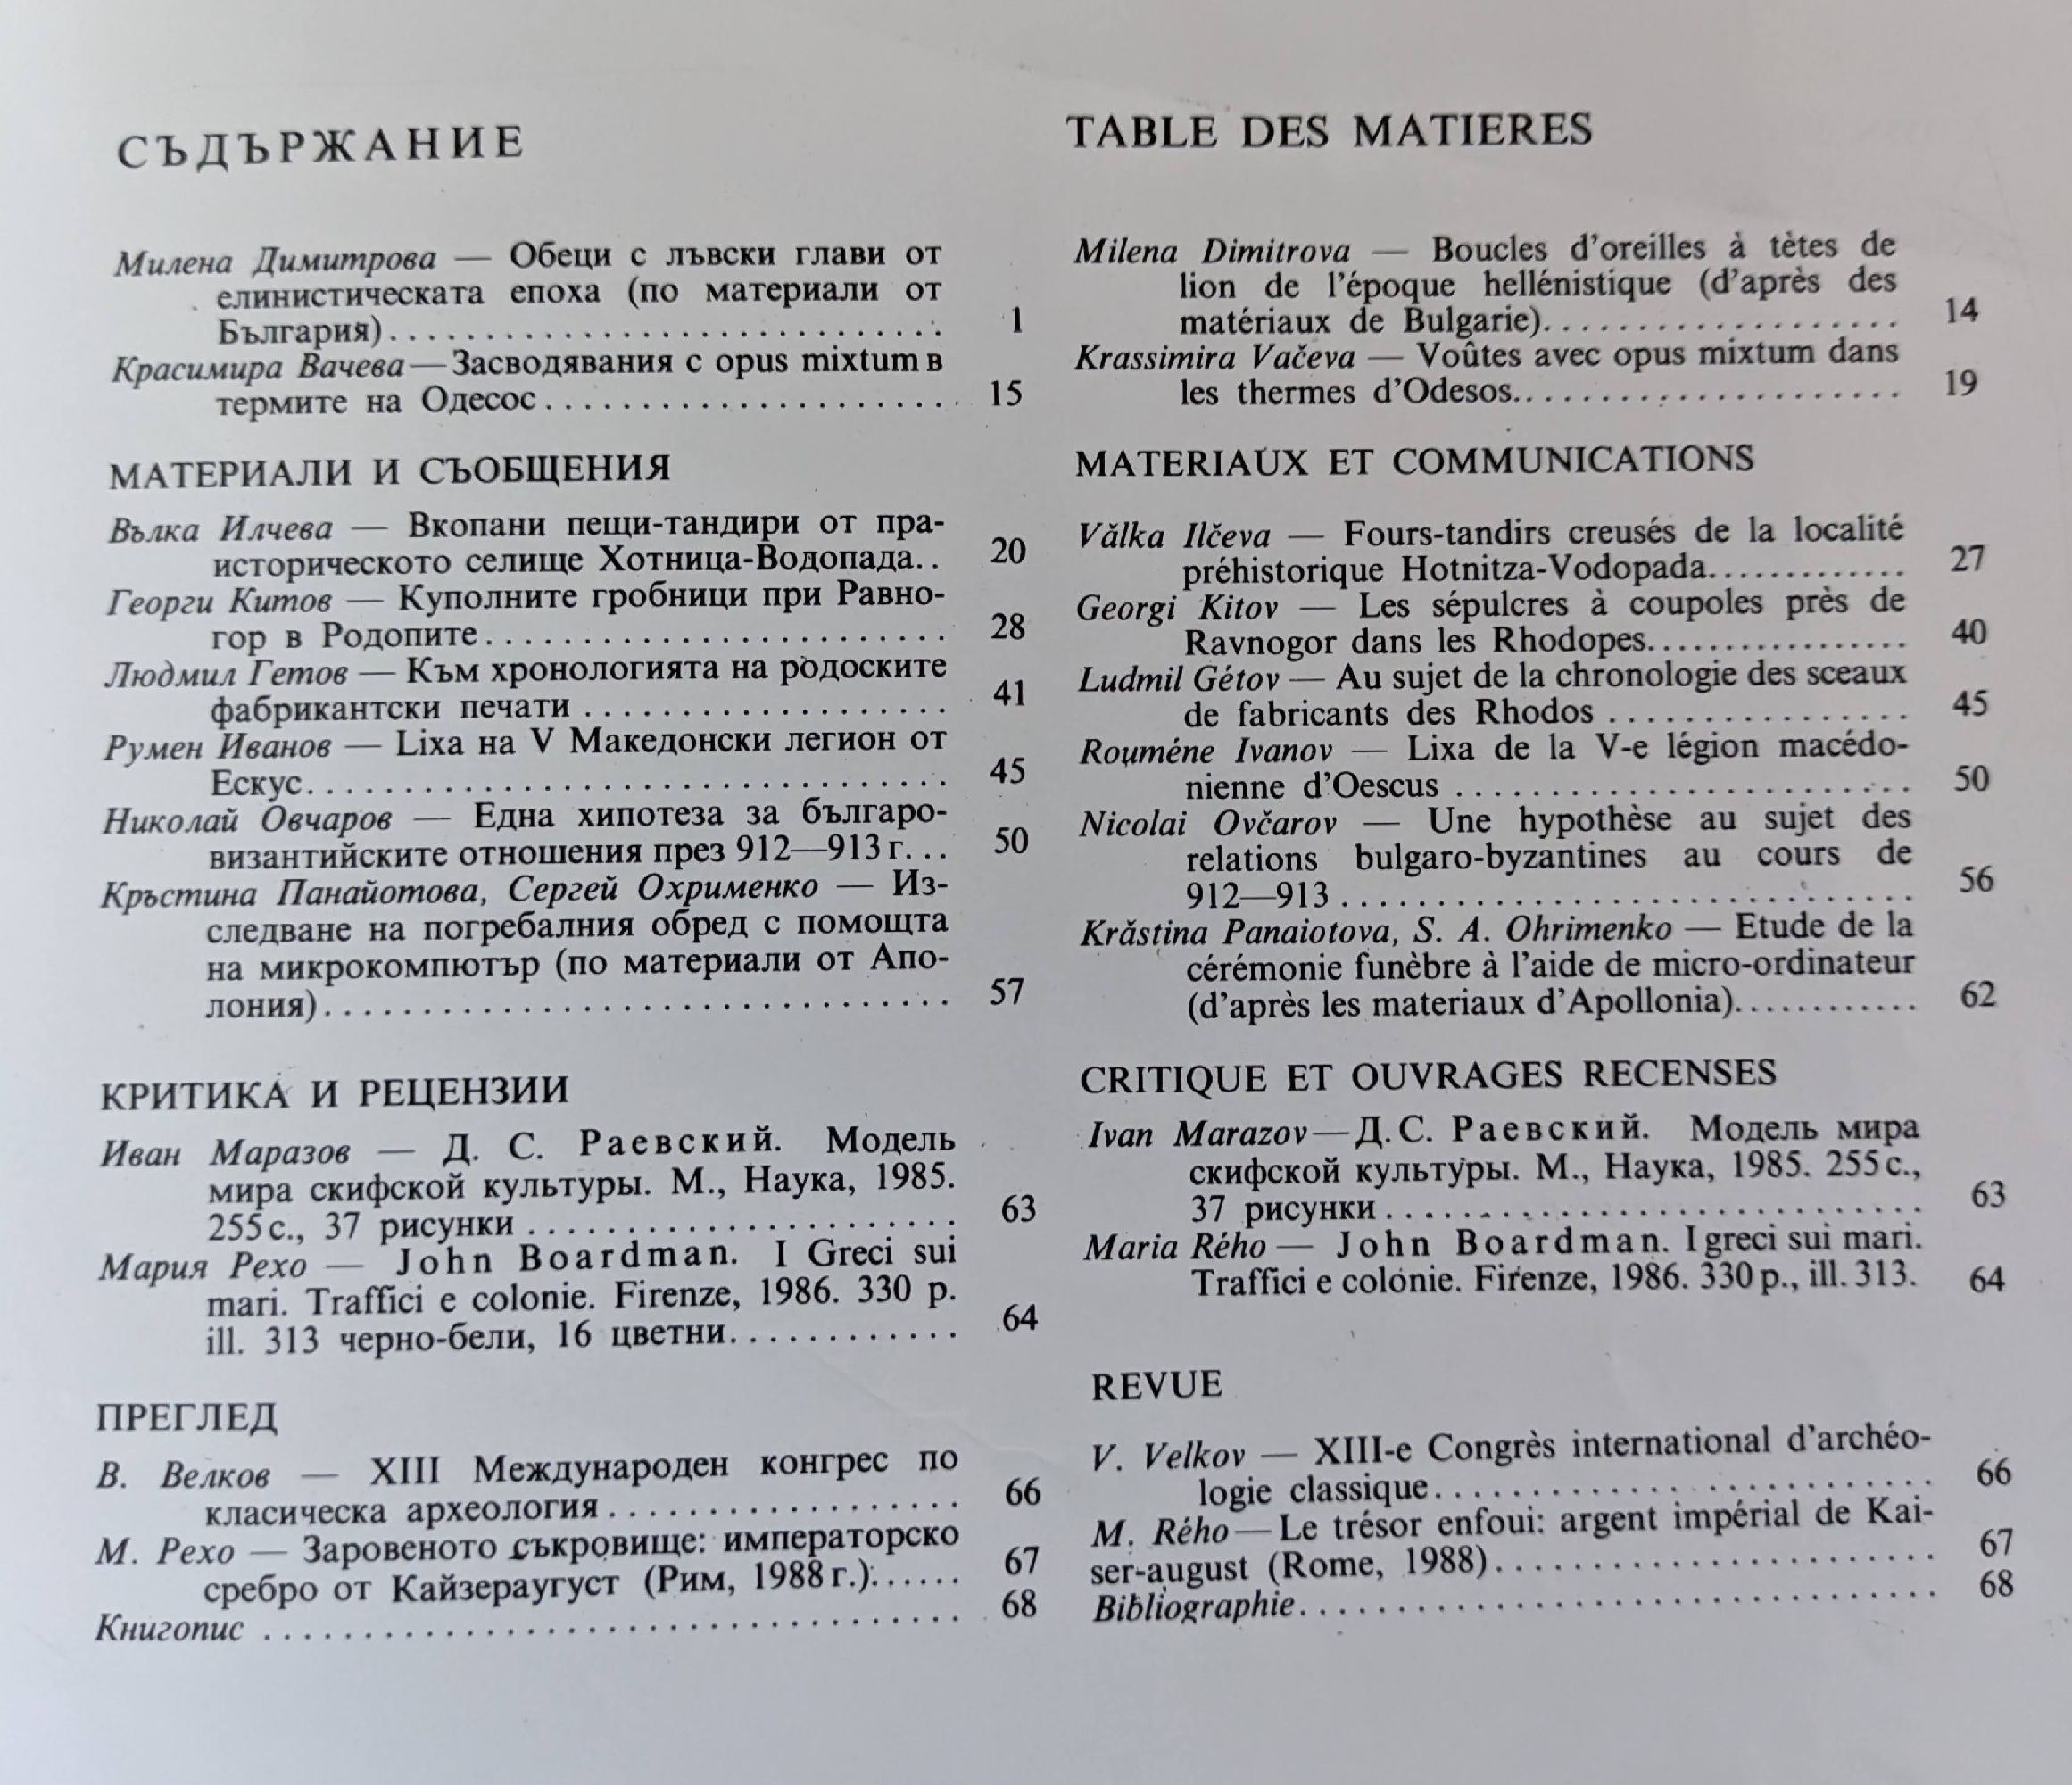 СЪДЪРЖАНИЕ
Милена Димитрова — Обеци с лъвски глави от
елинистическата епоха (по материали от
България).............................. 1
Красимира Вачева—Засводявания с opus mixtum в
термите на Одесос...................... 15
МАТЕРИАЛИ И СЪОБЩЕНИЯ
Вълка Илчева — Вкопани пещи-тандири от пра-
историческото селище Хотница-Водопада.. 20
Георги Китов — Куполните гробници при Равно-
гор в Родопите........................ 28
Людмил Гетов — Към хронологията на родоските
фабрикантски печати ................... 41
Румен Иванов — Lixa на V Македонски легион от
Ескус................................. 45
Николай Овчаров — Една хипотеза за българо-
византийските отношения през 912—913 г... 50
Кръстина Панайотова, Сергей Охрименко — Из-
следване на погребалния обред с помощта
на микрокомпютър (по материали от Апо-
лония)................................ 57
КРИТИКА И РЕЦЕНЗИИ
Иван Маразов — Д. С. Раевский. Модель
мира скифской культуры. М., Наука, 1985.
255 с., 37 рисунки ...................... 63
Мария Рехо — John Boardman. I Greci sui
mari. Traffici e colonie. Firenze, 1986. 330 p.
ill. 313 черно-бели, 16 цветни............ 64
ПРЕГЛЕД
В. Велков — XIII Международен конгрес по
класическа археология.................. 66
М. Рехо — Заровеното съкровище: императорско
сребро от Кайзераугуст (Рим, 1988 г.)...... 67
Книгопис .................................... 68
TABLE DES MATIERES
Milena Dimitrova — Boucles d'oreilles à tètes de
lion de l'époque hellénistique (d'après des
matériaux de Bulgarie)................... 14
Krassimira Vačeva — Voûtes avec opus mixtum dans
les thermes d'Odesos..................... 19
MATERIAUX ET COMMUNICATIONS
Vălka Ilčeva — Fours-tandirs creusés de la localité
préhistorique Hotnitza-Vodopada............. 27
Georgi Kitov — Les sépulcres à coupoles près de
Ravnogor dans les Rhodopes................. 40
Ludmil Gétov — Au sujet de la chronologie des sceaux
de fabricants des Rhodos ................ 45
Rouméne Ivanov — Lixa de la V-e légion macédo-
nienne d'Oescus ........................ 50
Nicolai Ovčarov — Une hypothèse au sujet des
relations bulgaro-byzantines au cours de
912—913 .............................. 56
Krăstina Panaiotova, S. A. Ohrimenko — Etude de la
cérémonie funèbre à l'aide de micro-ordinateur
(d'après les materiaux d'Apollonia)............ 62
CRITIQUE ET OUVRAGES RECENSES
Ivan Marazov—Д. С. Раевский. Модель мира
скифской культуры. М., Наука, 1985. 255 с.,
37 рисунки ............................ 63
Maria Rého — John Boardman. I greci sui mari.
Traffici e colonie. Firenze, 1986. 330 p., ill. 313. 64
REVUE
V. Velkov — XIII-e Congrès international d'archéo-
logie classique.......................... 66
M. Rého—Le trésor enfoui: argent impérial de Kai-
ser-august (Rome, 1988)....................... 67
Bibliographie................................. 68